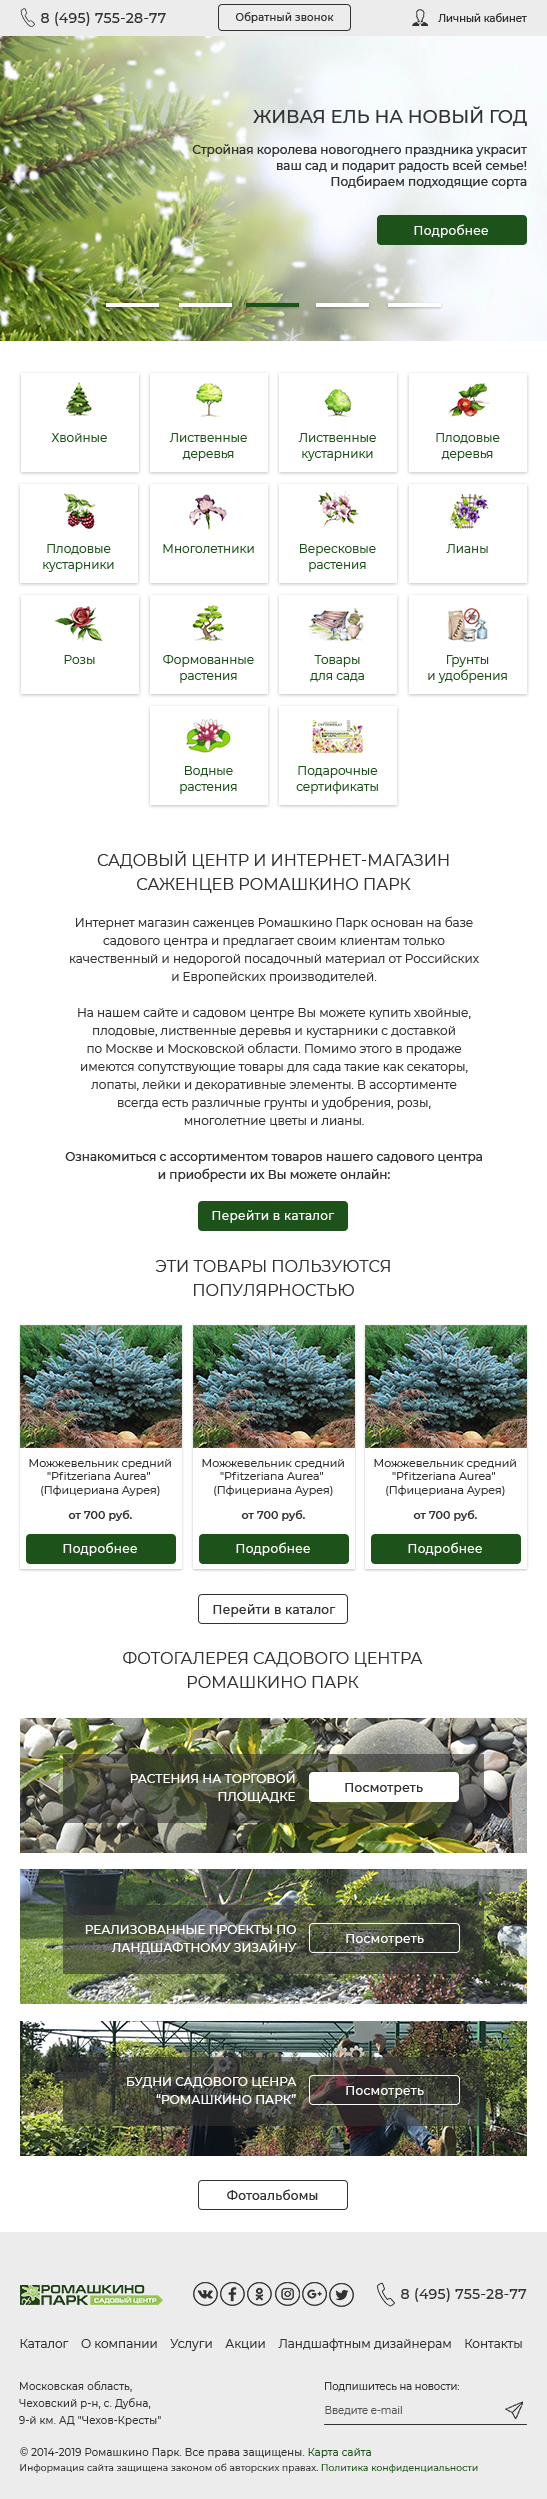 8 (495) 755-28-77
Обратный звонок
Личный кабинет
ЖИВАЯ ЕЛЬ НА НОВЫЙ ГОД
Стройная королева новогоднего праздника украсит
ваш сад и подарит радость всей семье!
Подбираем подходящие сорта
Подробнее
Хвойные
Лиственные
деревья
Лиственные
кустарники
Плодовые
деревья
Плодовые
кустарники
Многолетники
Вересковые
растения
Лианы
Розы
Формованные
растения
Товары
для сада
Грунты
и удобрения
Водные
растения
Подарочные
сертификаты
САДОВЫЙ ЦЕНТР И ИНТЕРНЕТ-МАГАЗИН
САЖЕНЦЕВ РОМАШКИНО ПАРК
Интернет магазин саженцев Ромашкино Парк основан на базе
садового центра и предлагает своим клиентам только
качественный и недорогой посадочный материал от Российских
и Европейских производителей.
На нашем сайте и садовом центре Вы можете купить хвойные,
плодовые, лиственные деревья и кустарники с доставкой
по Москве и Московской области. Помимо этого в продаже
имеются сопутствующие товары для сада такие как секаторы,
лопаты, лейки и декоративные элементы. В ассортименте
всегда есть различные грунты и удобрения, розы,
многолетние цветы и лианы.
Ознакомиться с ассортиментом товаров нашего садового центра
и приобрести их Вы можете онлайн:
Перейти в каталог
ЭТИ ТОВАРЫ ПОЛЬЗУЮТСЯ
ПОПУЛЯРНОСТЬЮ
Можжевельник средний
"Pfitzeriana Aurea"
(Пфицериана Аурея)
от 700 руб.
Подробнее
Можжевельник средний
"Pfitzeriana Aurea"
(Пфицериана Аурея)
от 700 руб.
Подробнее
Можжевельник средний
"Pfitzeriana Aurea"
(Пфицериана Аурея)
от 700 руб.
Подробнее
Перейти в каталог
ФОТОГАЛЕРЕЯ САДОВОГО ЦЕНТРА
РОМАШКИНО ПАРК
РАСТЕНИЯ НА ТОРГОВОЙ
ПЛОЩАДКЕ
Посмотреть
РЕАЛИЗОВАННЫЕ ПРОЕКТЫ ПО
ЛАНДШАФТНОМУ ЗИЗАЙНУ
Посмотреть
БУДНИ САДОВОГО ЦЕНРА
“РОМАШКИНО ПАРК”
Посмотреть
Фотоальбомы
РОМАШКИНО
ПАРК САДОВЫЙ ЦЕНТР
8 (495) 755-28-77
Каталог О компании Услуги Акции Ландшафтным дизайнерам Контакты
Московская область,
Чеховский р-н, с. Дубна,
9-й км. АД "Чехов-Кресты"
Подпишитесь на новости:
Введите e-mail
© 2014-2019 Ромашкино Парк. Все права защищены. Карта сайта
Информация сайта защищена законом об авторских правах. Политика конфиденциальности